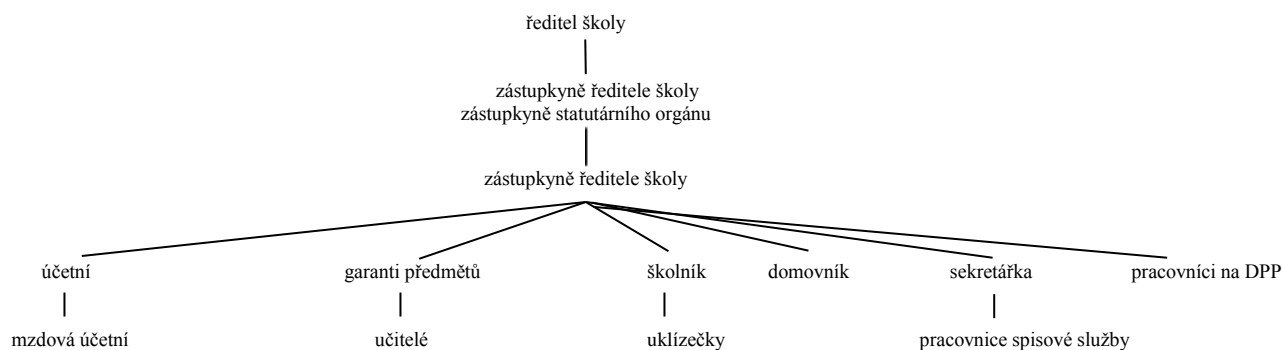 ředitel školy
zástupkyně ředitele školy
zástupkyně statutárního orgánu
zástupkyně ředitele školy
účetní garanti předmětů školník domovník sekretářka pracovníci na DPP
mzdová účetní učitelé uklízečky pracovnice spisové služby